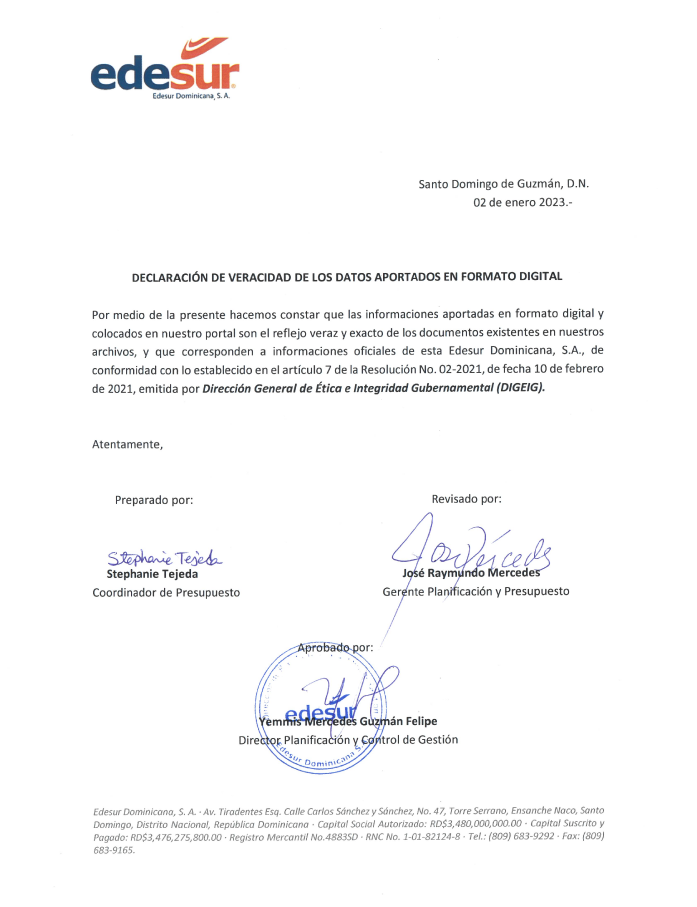 edesur
Edesur Dominicana, S. A.
Santo Domingo de Guzmán, D.N.
02 de enero 2023.-
DECLARACIÓN DE VERACIDAD DE LOS DATOS APORTADOS EN FORMATO DIGITAL
Por medio de la presente hacemos constar que las informaciones aportadas en formato digital y
colocados en nuestro portal son el reflejo veraz y exacto de los documentos existentes en nuestros
archivos, y que corresponden a informaciones oficiales de esta Edesur Dominicana, S.A., de
conformidad con lo establecido en el artículo 7 de la Resolución No. 02-2021, de fecha 10 de febrero
de 2021, emitida por Dirección General de Ética e Integridad Gubernamental (DIGEIG).
Atentamente,
Preparado por:
Revisado por:
Stephanie Tejeda
Stephanie Tejeda
José Raymundo Mercedes
Coordinador de Presupuesto
Gerente Planificación y Presupuesto
Aprobado por:
edesur
Yemmis Mercedes Guzmán Felipe
Director Planificación y Control de Gestión
Edesur Dominicana S.
Edesur Dominicana, S. A. · Av. Tiradentes Esq. Calle Carlos Sánchez y Sánchez, No. 47, Torre Serrano, Ensanche Naco, Santo
Domingo, Distrito Nacional, República Dominicana · Capital Social Autorizado: RD$3,480,000,000.00 · Capital Suscrito y
Pagado: RD$3,476,275,800.00 · Registro Mercantil No.4883SD · RNC No. 1-01-82124-8 · Tel.: (809) 683-9292 · Fax: (809)
683-9165.